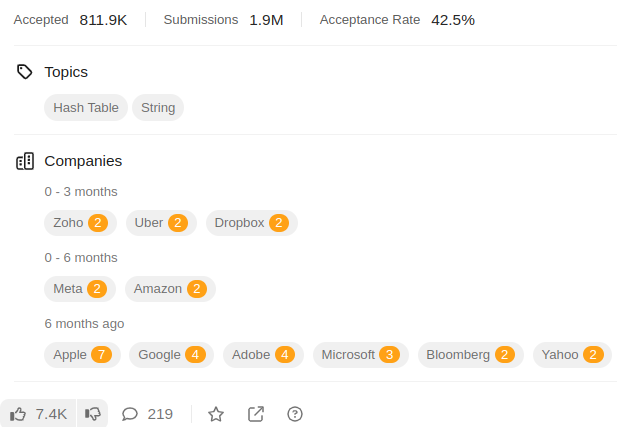 Accepted 811.9K Submissions 1.9M Acceptance Rate 42.5%
Topics
Hash Table String
Companies
0 - 3 months
Zoho 2 Uber 2 Dropbox 2
0 - 6 months
Meta 2 Amazon 2
6 months ago
Apple 7 Google 4 Adobe 4 Microsoft 3 Bloomberg 2 Yahoo 2
7.4K 219